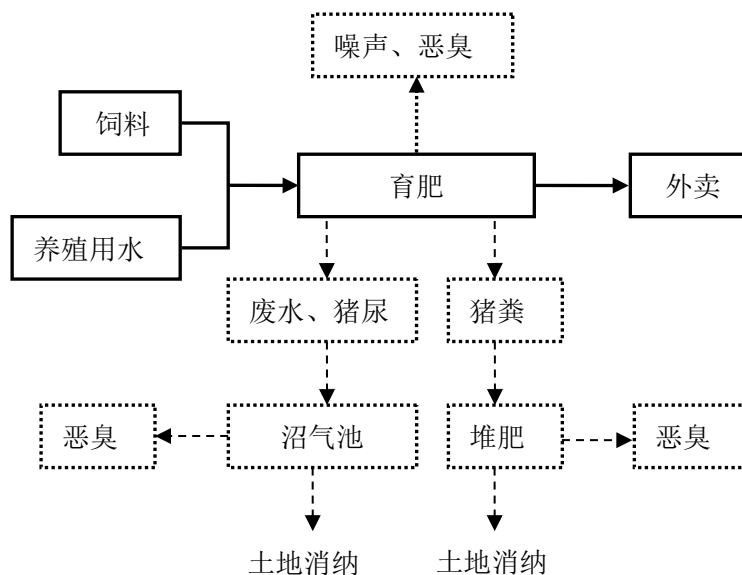 噪声、恶臭
饲料
育肥
外卖
养殖用水
废水、猪尿
猪粪
恶臭
沼气池
堆肥
恶臭
土地消纳
土地消纳